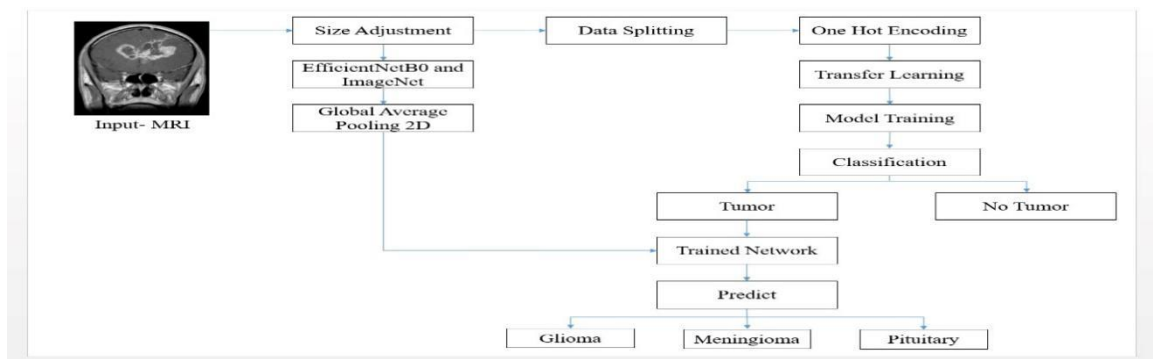 Size Adjustment
Data Splitting
One Hot Encoding
EfficientNetB0 and
ImageNet
Transfer Learning
Global Average
Pooling 2D
Model Training
Input- MRI
Classification
Tumor
No Tumor
Trained Network
Predict
Glioma
Meningioma
Pituitary